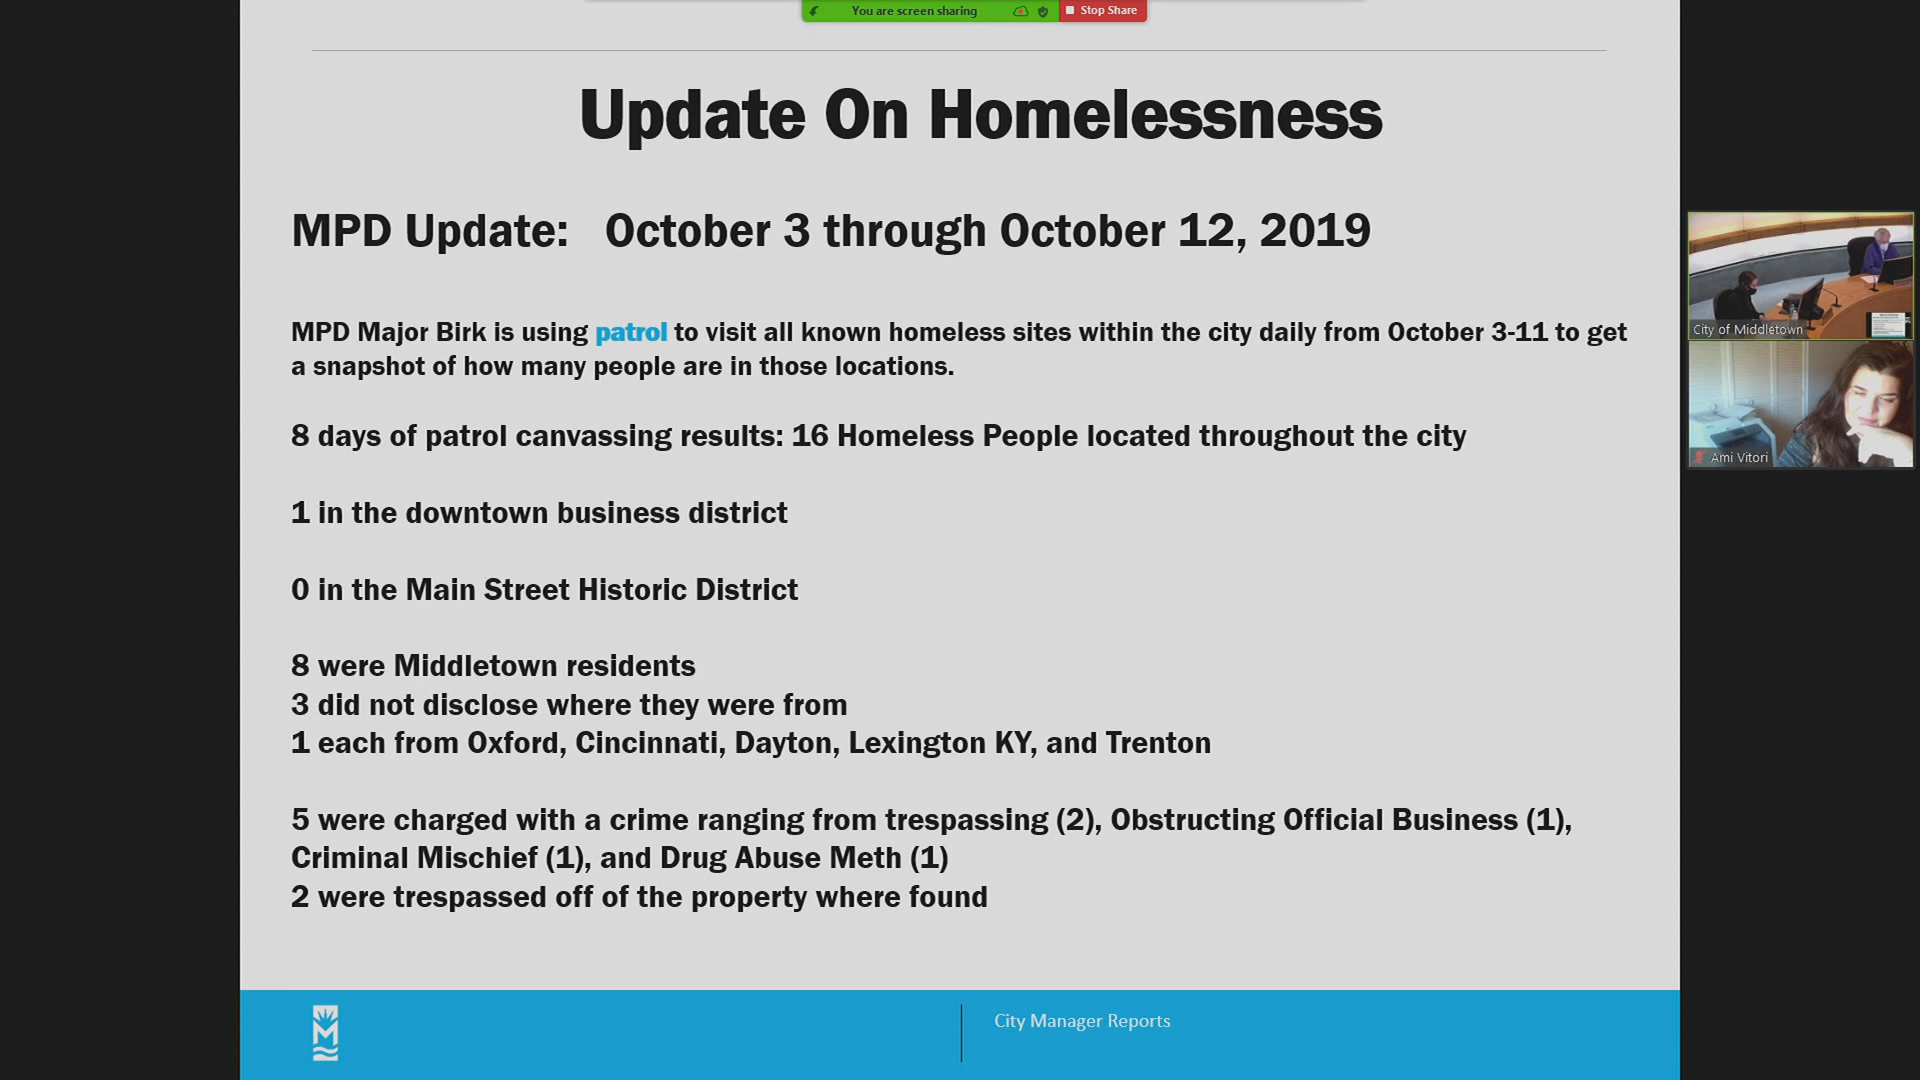 You are screen sharing
Stop Share
Update On Homelessness
MPD Update: October 3 through October 12, 2019
MPD Major Birk is using patrol to visit all known homeless sites within the city daily from October 3-11 to get
a snapshot of how many people are in those locations.
8 days of patrol canvassing results: 16 Homeless People located throughout the city
1 in the downtown business district
0 in the Main Street Historic District
8 were Middletown residents
3 did not disclose where they were from
1 each from Oxford, Cincinnati, Dayton, Lexington KY, and Trenton
5 were charged with a crime ranging from trespassing (2), Obstructing Official Business (1),
Criminal Mischief (1), and Drug Abuse Meth (1)
2 were trespassed off of the property where found
M
City Manager Reports
City of Middletown
Ami Vitori